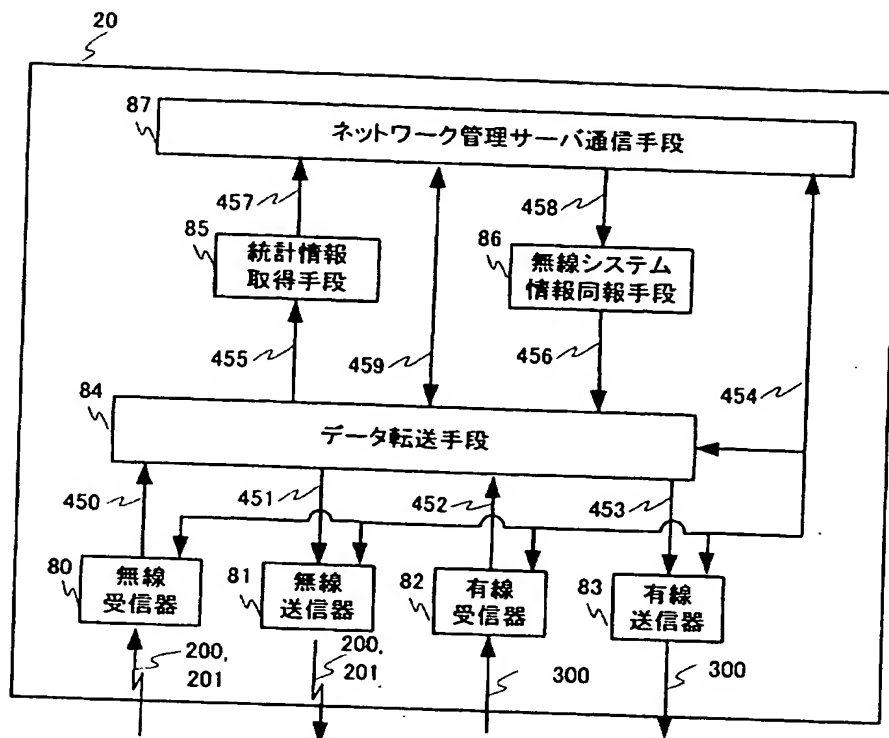 20
87
ネットワーク管理サーバ通信手段
457
458
85
統計情報
取得手段
86
無線システム
情報同報手段
455
459
456
454
84
データ転送手段
450
451
452
453
80
無線
受信器
81
無線
送信器
82
有線
受信器
83
有線
送信器
200,
201
200,
201
300
300